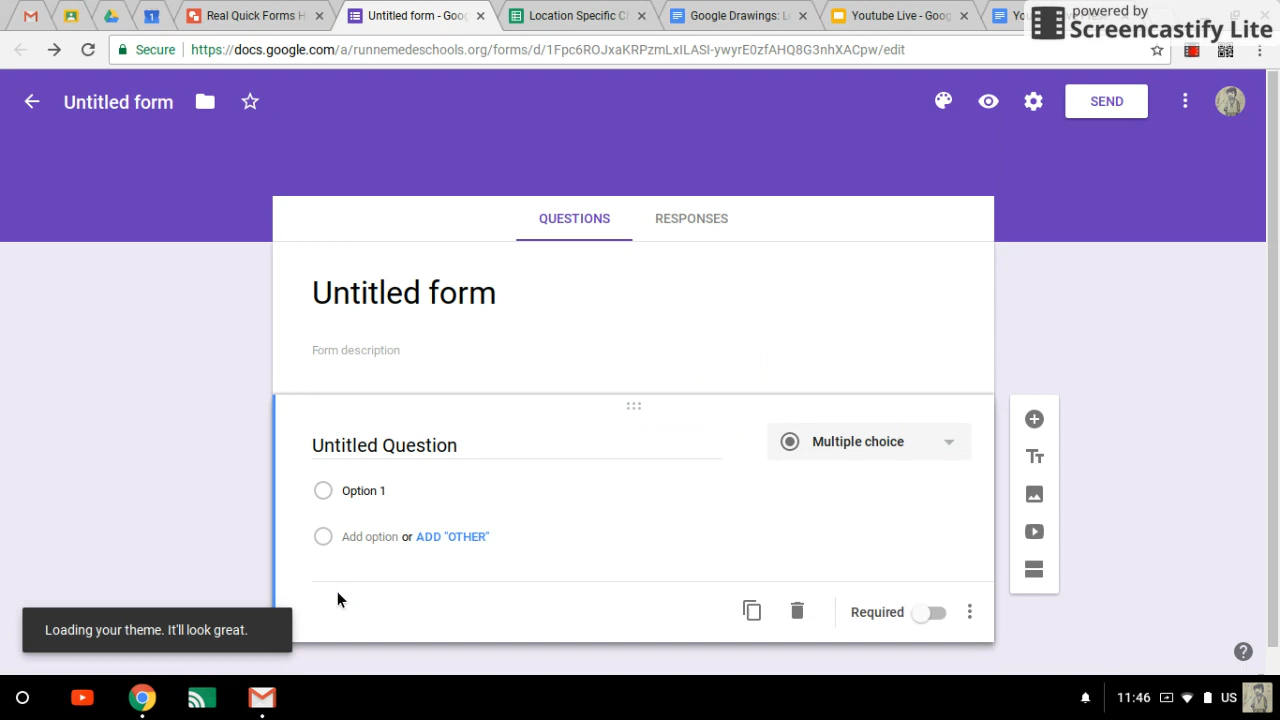 powered by
Screencastify Lite
Real Quick Forms H
Untitled form - Goo
Location Specific C
Google Drawings
Youtube Live - Goo
Secure
https://docs.google.com/a/runnemedeschools.org/forms/d/1Fpc6ROJxaKRPzmLxILASI-ywyrE0zfAHQ8G3nhXACpw/edit
Untitled form
SEND
QUESTIONS
RESPONSES
Untitled form
Form description
Untitled Question
Multiple choice
Option 1
Add option or ADD "OTHER"
Tт
Required
Loading your theme. It'll look great.
11:46
US